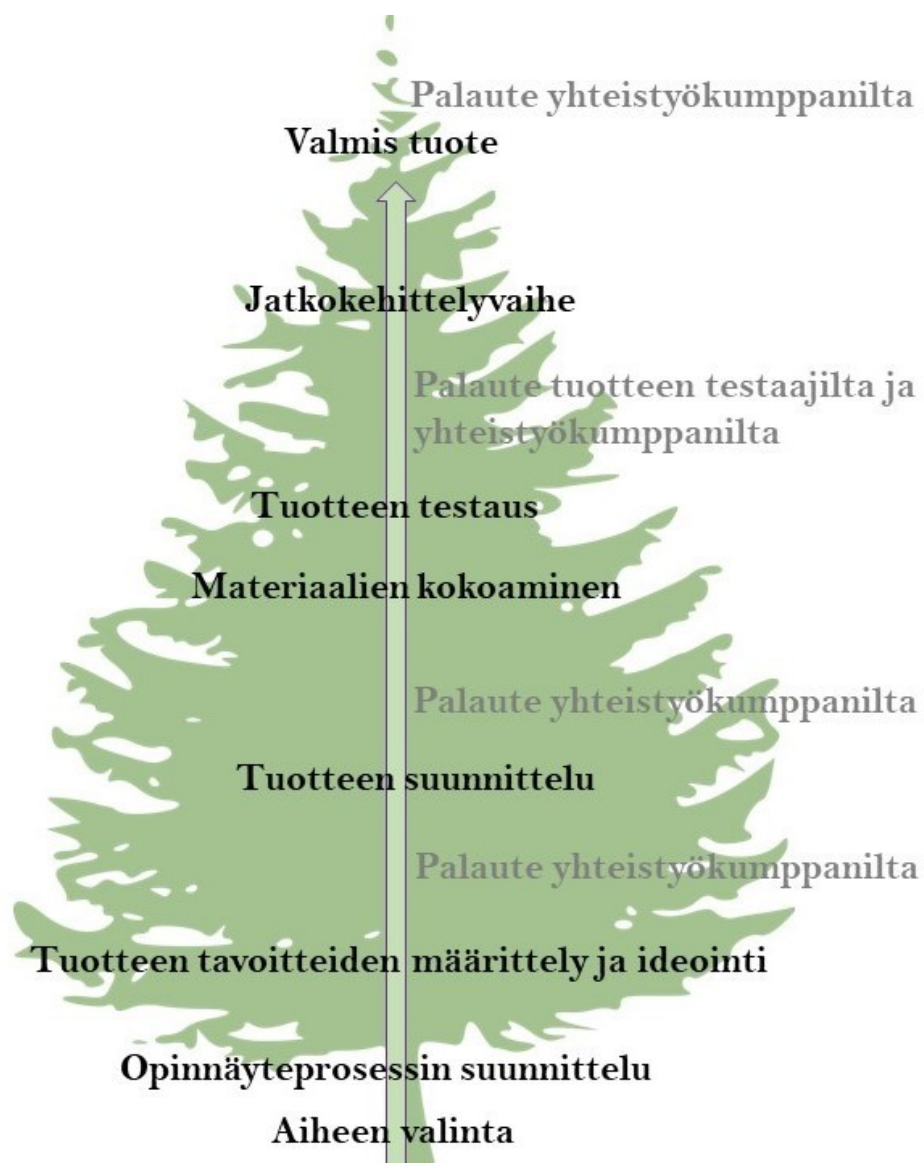 Palaute yhteistyökumppanilta
Valmis tuote
Jatkokehittelyvaihe
Palaute tuotteen testaajilta ja
yhteistyökumppanilta
Tuotteen testaus
Materiaalien kokoaminen
Palaute yhteistyökumppanilta
Tuotteen suunnittelu
Palaute yhteistyökumppanilta
Tuotteen tavoitteiden määrittely ja ideointi
Opinnäyteprosessin suunnittelu
Aiheen valinta